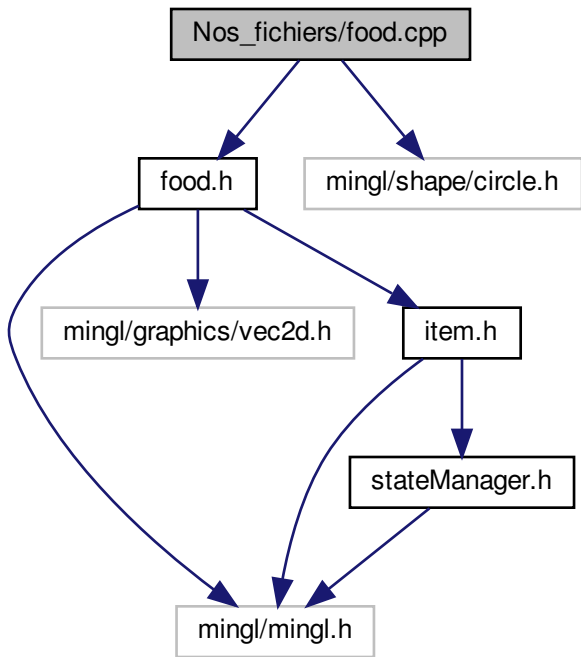 Nos_fichiers/food.cpp
food.h
mingl/shape/circle.h
mingl/graphics/vec2d.h
item.h
stateManager.h
mingl/mingl.h